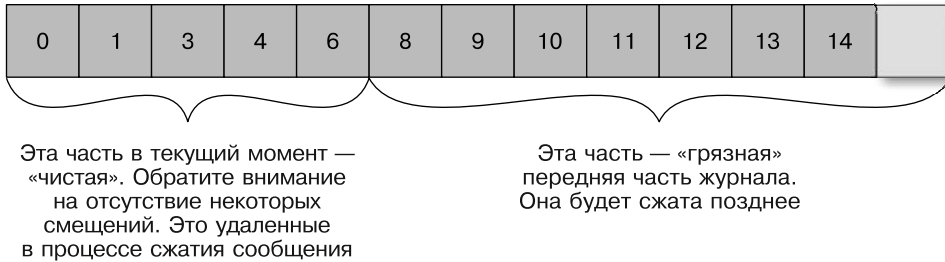 0 1 3 4 6 8 9 10 11 12 13 14
Эта часть в текущий момент —
«чистая». Обратите внимание
на отсутствие некоторых
смещений. Это удаленные
в процессе сжатия сообщения
Эта часть — «грязная»
передняя часть журнала.
Она будет сжата позднее